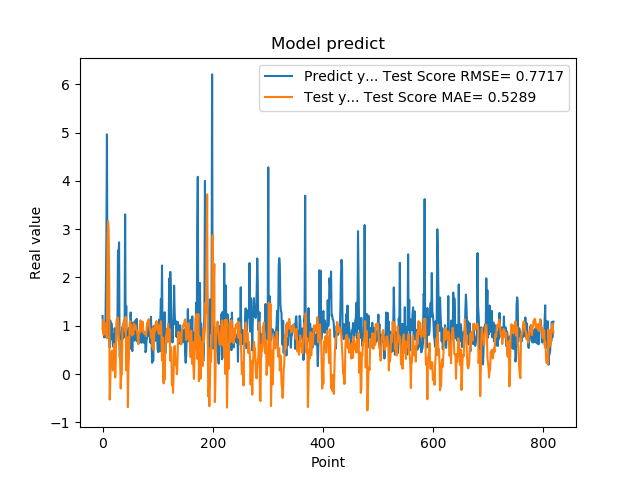 Model predict
Predict y... Test Score RMSE= 0.7717
Test y... Test Score MAE= 0.5289
6
5
4
3
2
1
0
−1
Real value
0 200 400 600 800
Point